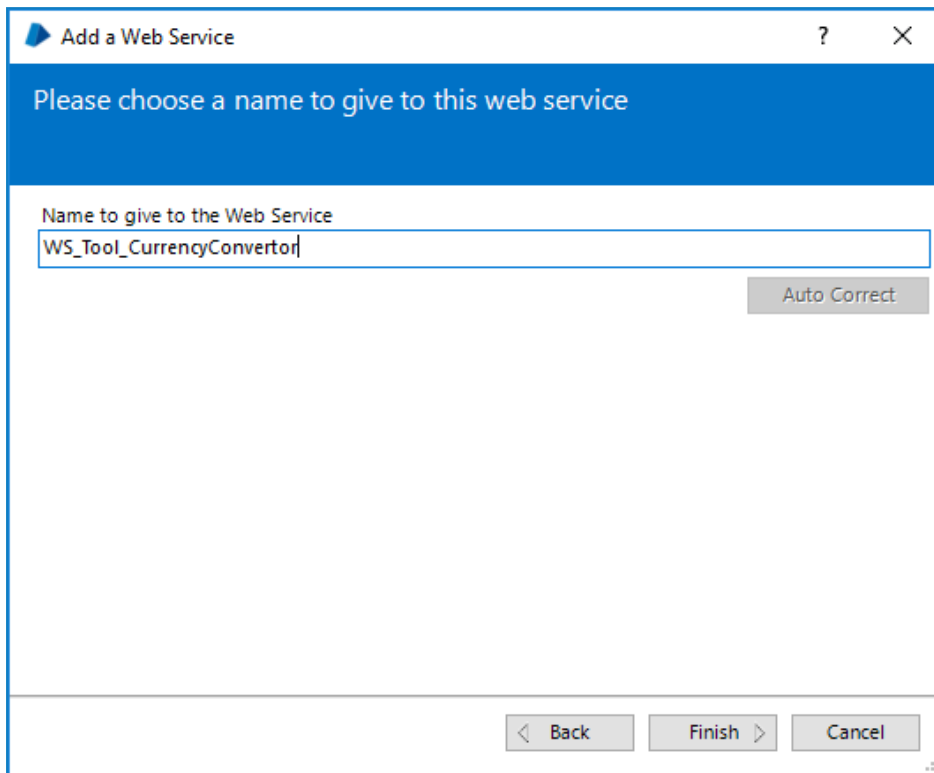 Add a Web Service
?
Please choose a name to give to this web service
Name to give to the Web Service
WS_Tool_CurrencyConvertor
Auto Correct
Back Finish Cancel